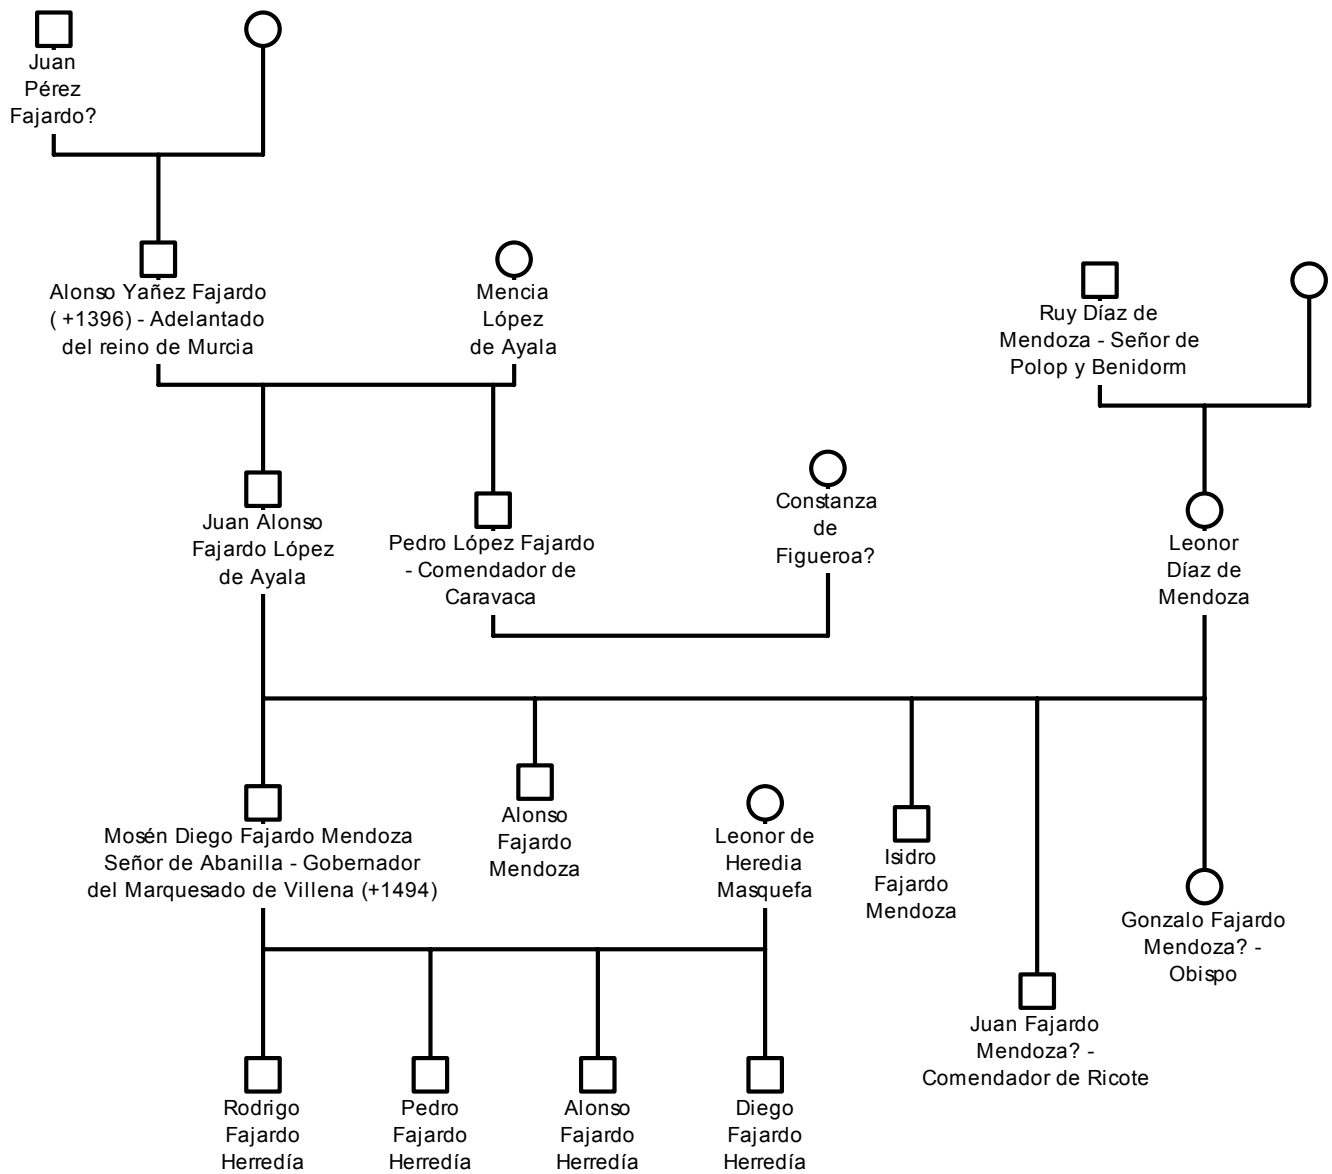 Juan
Pérez
Fajardo?
Alonso Yañez Fajardo
( +1396) - Adelantado
del reino de Murcia
Mencia
López
de Ayala
Ruy Díaz de
Mendoza - Señor de
Polop y Benidorm
Juan Alonso
Fajardo López
de Ayala
Pedro López Fajardo
- Comendador de
Caravaca
Constanza
de
Figueroa?
Leonor
Díaz de
Mendoza
Mosén Diego Fajardo Mendoza
Señor de Abanilla - Gobernador
del Marquesado de Villena (+1494)
Alonso
Fajardo
Mendoza
Leonor de
Heredia
Masquefa
Isidro
Fajardo
Mendoza
Juan Fajardo
Mendoza? -
Comendador de Ricote
Gonzalo Fajardo
Mendoza? -
Obispo
Rodrigo
Fajardo
Herredía
Pedro
Fajardo
Herredía
Alonso
Fajardo
Herredía
Diego
Fajardo
Herredía